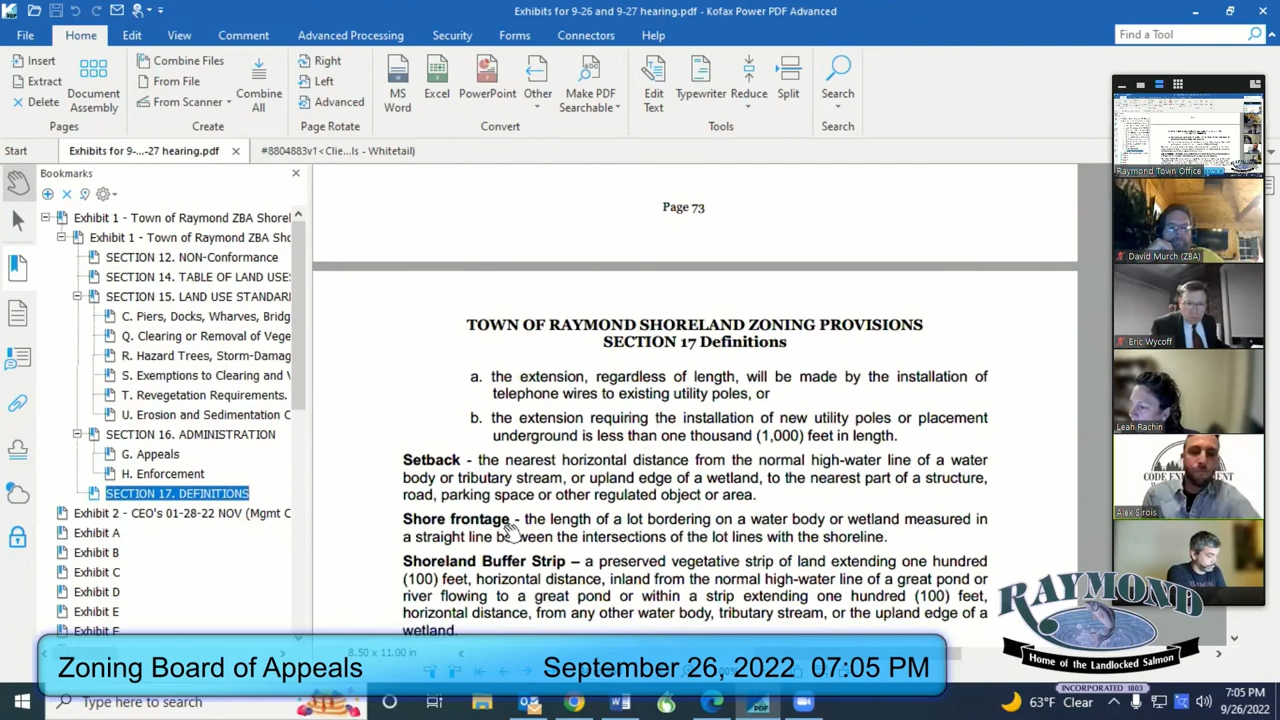 Exhibits for 9-26 and 9-27 hearing.pdf - Kofax Power PDF Advanced
File Home Edit View Comment Advanced Processing Security Forms Connectors Help Find a Tool
Insert
Extract
Delete
Pages
Document Assembly
Combine Files
From File
From Scanner
Combine All
Create
Right
Left
Advanced
Page Rotate
MS Word
Excel
PowerPoint
Other
Make PDF Searchable
Convert
Edit Text
Typewriter
Reduce
Split
Tools
Search
Search
Start Exhibits for 9-...-27 hearing.pdf #8804883v1<Clie...ls - Whitetail
Bookmarks
Exhibit 1 - Town of Raymond ZBA Shorel
Exhibit 1 - Town of Raymond ZBA Sho
SECTION 12. NON-Conformance
SECTION 14. TABLE OF LAND USE
SECTION 15. LAND USE STANDAR
C. Piers, Docks, Wharves, Bridg
Q. Clearing or Removal of Vege
R. Hazard Trees, Storm-Damag
S. Exemptions to Clearing and V
T. Revegetation Requirements.
U. Erosion and Sedimentation C
SECTION 16. ADMINISTRATION
G. Appeals
H. Enforcement
SECTION 17. DEFINITIONS
Exhibit 2 - CEO's 01-28-22 NOV (Mgmt C
Exhibit A
Exhibit B
Exhibit C
Exhibit D
Exhibit E
Page 73
TOWN OF RAYMOND SHORELAND ZONING PROVISIONS
SECTION 17 Definitions
a. the extension, regardless of length, will be made by the installation of
telephone wires to existing utility poles, or
b. the extension requiring the installation of new utility poles or placement
underground is less than one thousand (1,000) feet in length.
Setback - the nearest horizontal distance from the normal high-water line of a water
body or tributary stream, or upland edge of a wetland, to the nearest part of a structure,
road, parking space or other regulated object or area.
Shore frontage - the length of a lot bordering on a water body or wetland measured in
a straight line between the intersections of the lot lines with the shoreline.
Shoreland Buffer Strip – a preserved vegetative strip of land extending one hundred
(100) feet, horizontal distance, inland from the normal high-water line of a great pond or
river flowing to a great pond or within a strip extending one hundred (100) feet,
horizontal distance, from any other water body, tributary stream, or the upland edge of a
wetland.
8.50 x 11.00 in
Raymond Town Office
David Murch (ZBA)
Eric Wycoff
Leah Rachin
Alex Sirois
RAYMOND
Home of the Landlocked Salmon
INCORPORATED 1803
Zoning Board of Appeals September 26, 2022 07:05 PM
Type here to search
63°F Clear
7:05 PM
9/26/2022